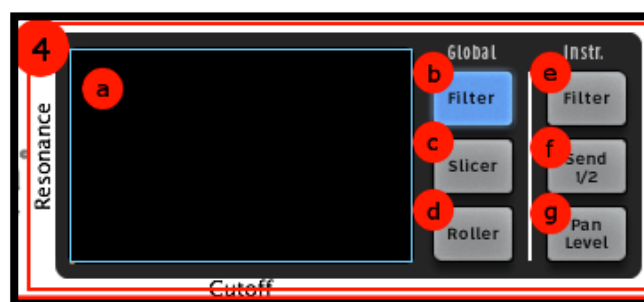 4
Resonance
a
Global
Instr.
b
Filter
e
Filter
c
Slicer
f
Send
1/2
d
Roller
g
Pan
Level
Cutoff